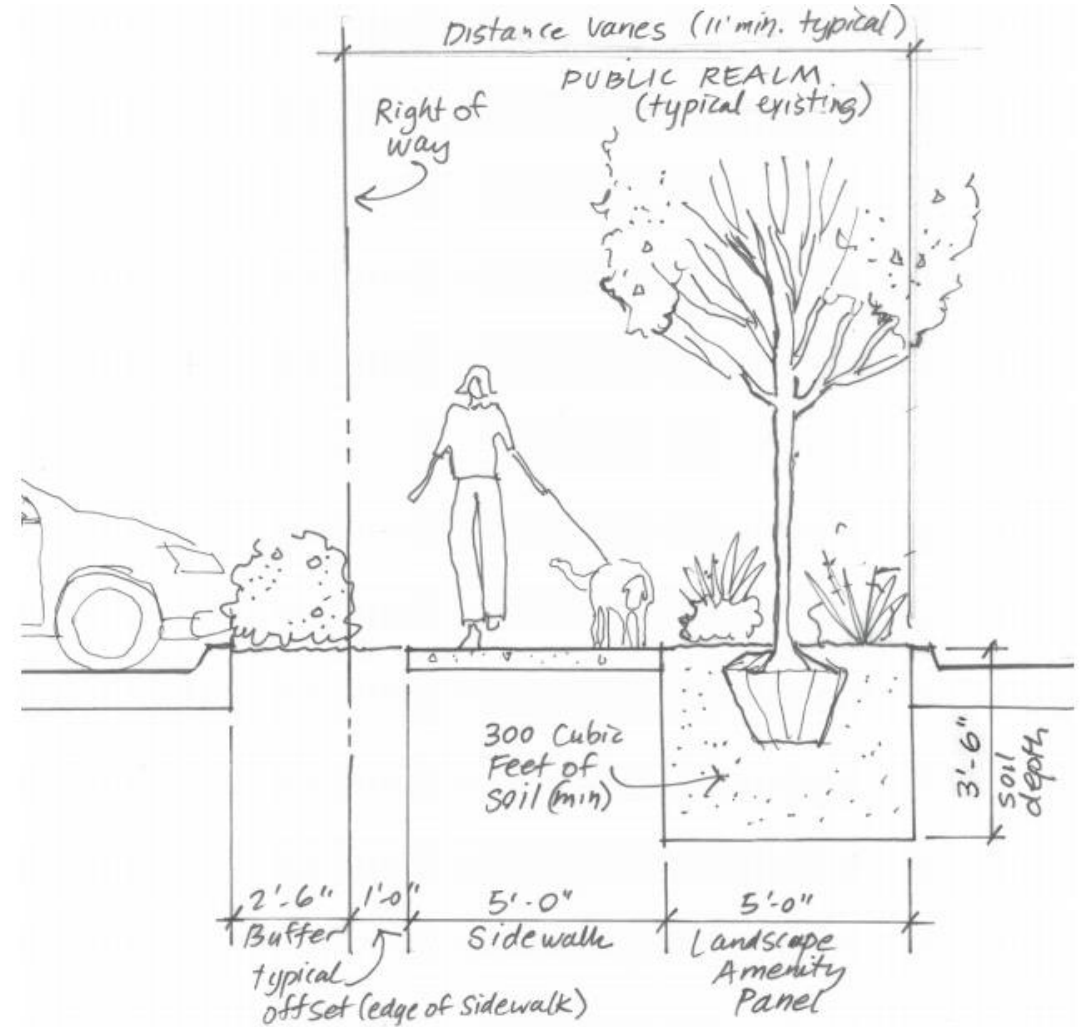 Distance varies (11' min. typical)
PUBLIC REALM
(typical existing)
Right of
way
300 Cubic
Feet of
soil (min)
3'-6"
soil
depth
2'-6"
1'-0"
5'-0"
5'-0"
Buffer
Sidewalk
Landscape
Amenity
Panel
typical
offset (edge of sidewalk)